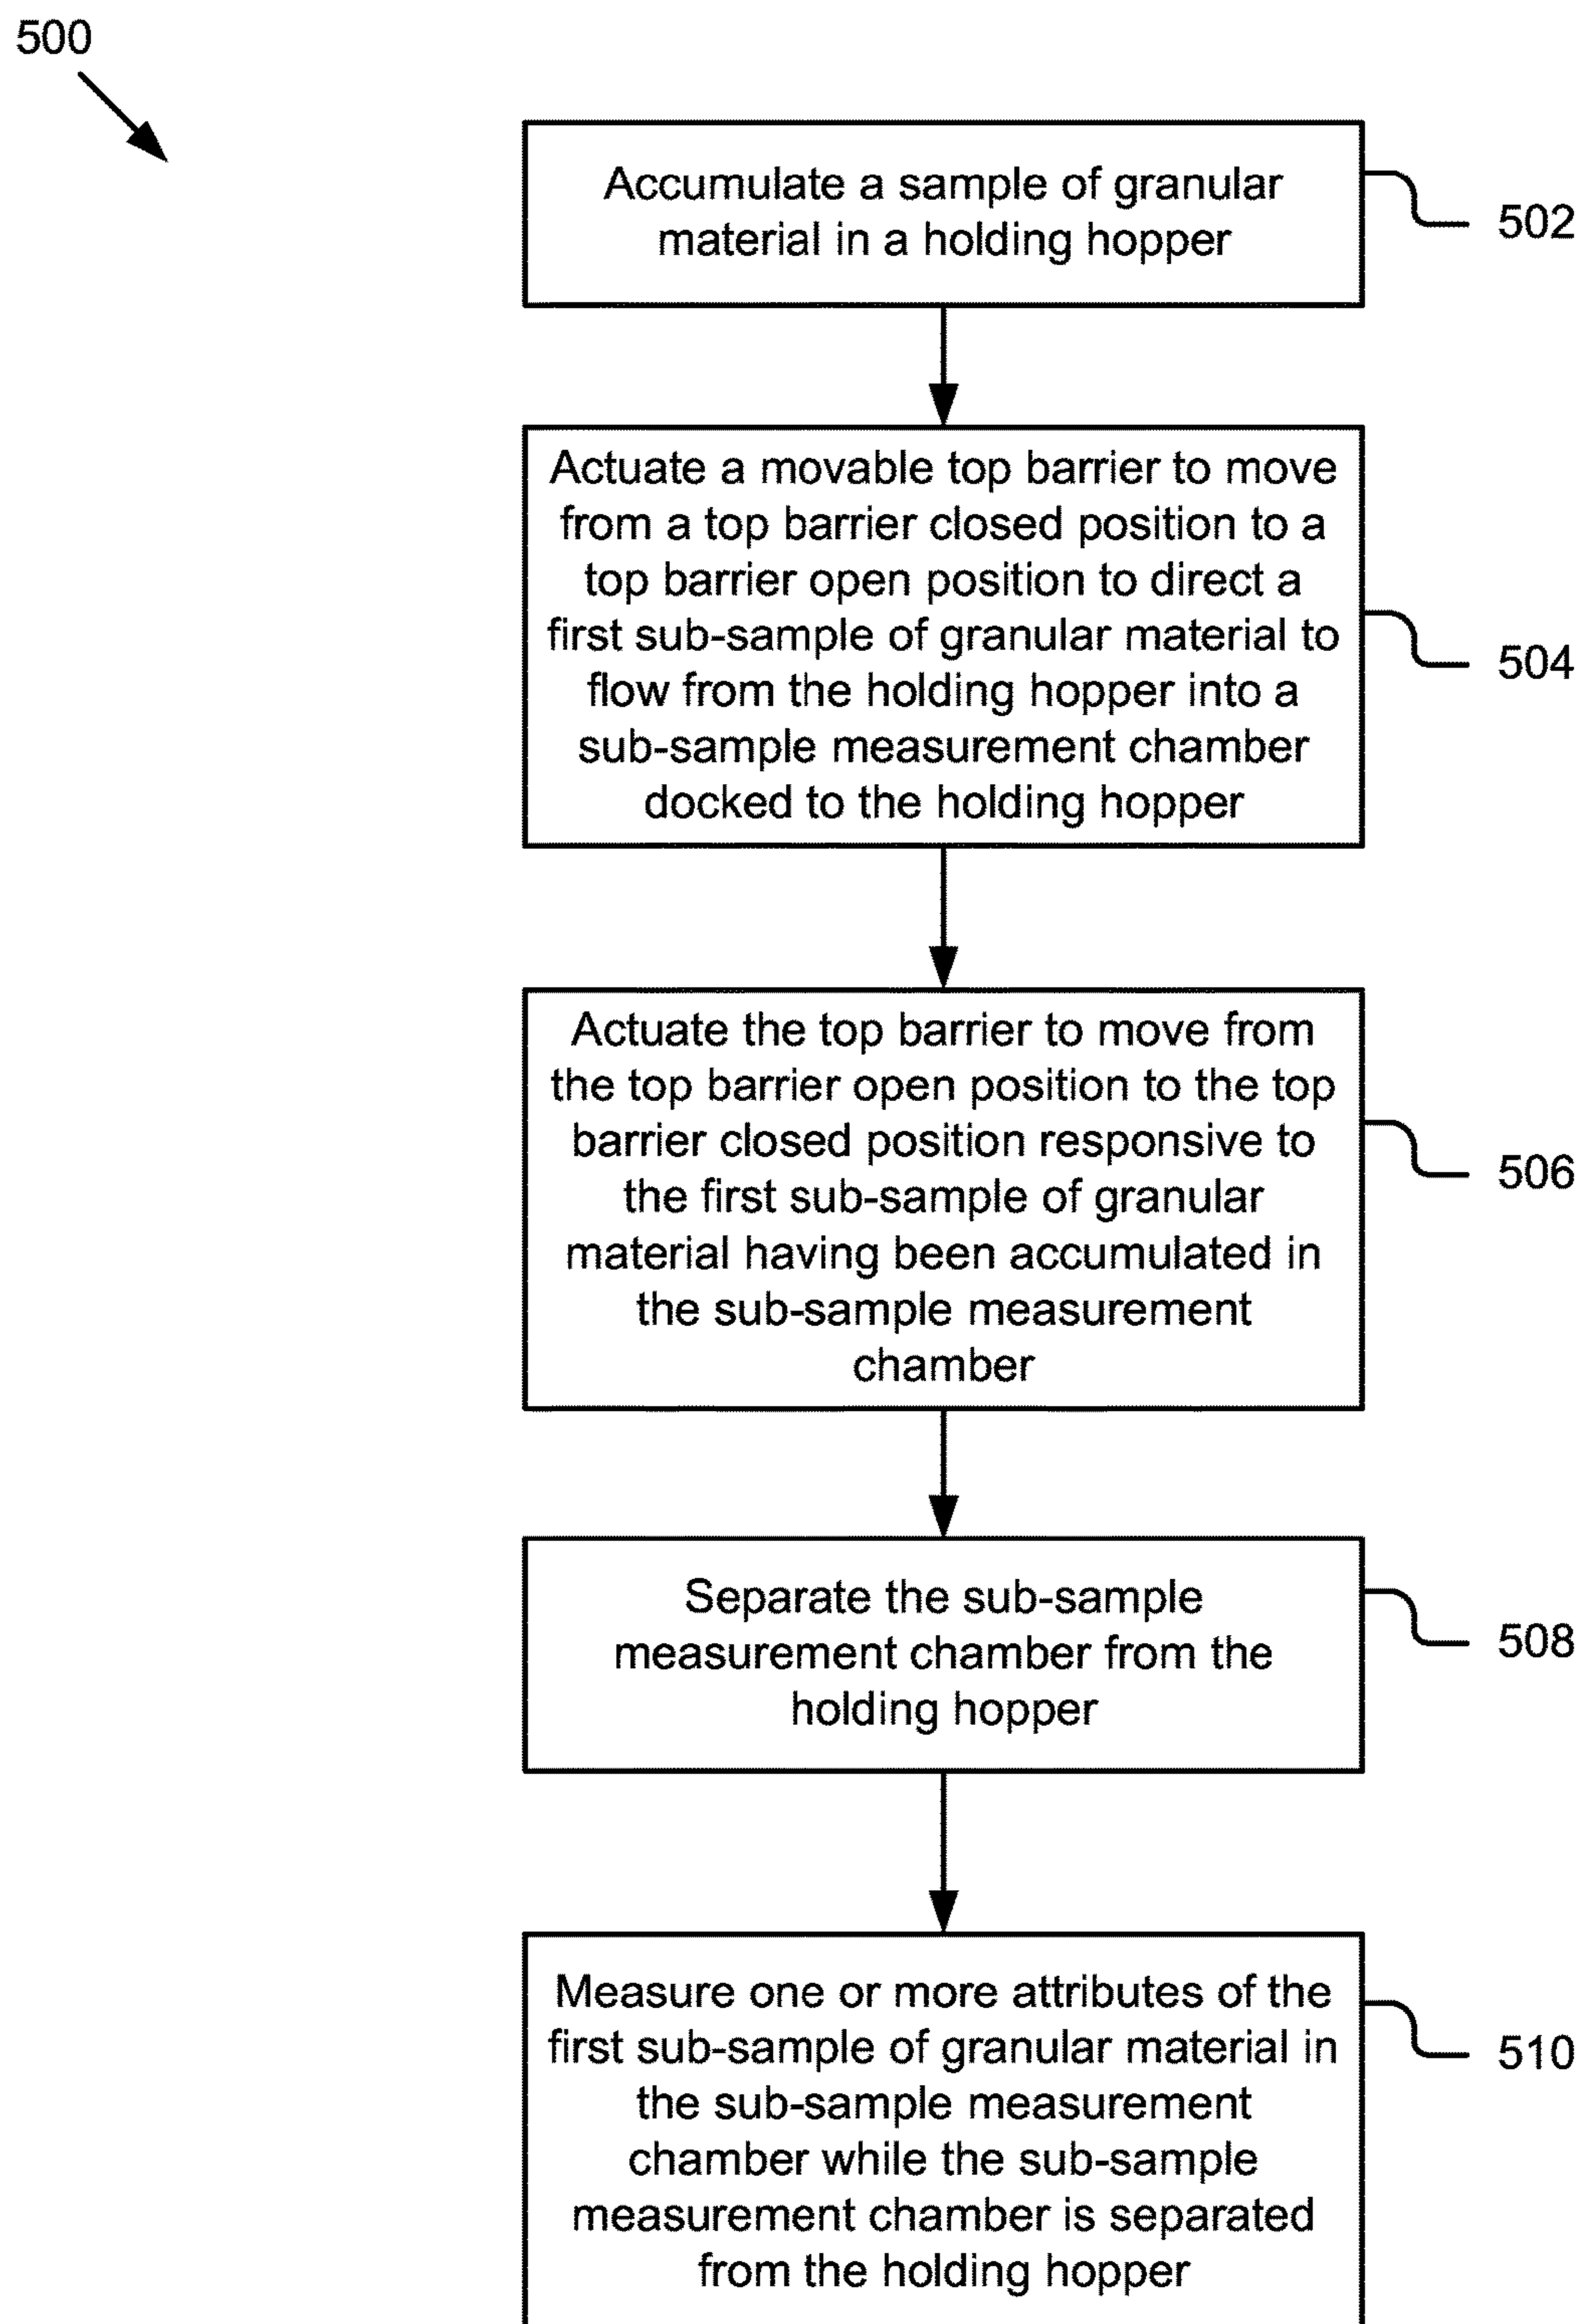 500
Accumulate a sample of granular
material in a holding hopper
502
Actuate a movable top barrier to move
from a top barrier closed position to a
top barrier open position to direct a
first sub-sample of granular material to
flow from the holding hopper into a
sub-sample measurement chamber
docked to the holding hopper
504
Actuate the top barrier to move from
the top barrier open position to the top
barrier closed position responsive to
the first sub-sample of granular
material having been accumulated in
the sub-sample measurement
chamber
506
Separate the sub-sample
measurement chamber from the
holding hopper
508
Measure one or more attributes of the
first sub-sample of granular material in
the sub-sample measurement
chamber while the sub-sample
measurement chamber is separated
from the holding hopper
510